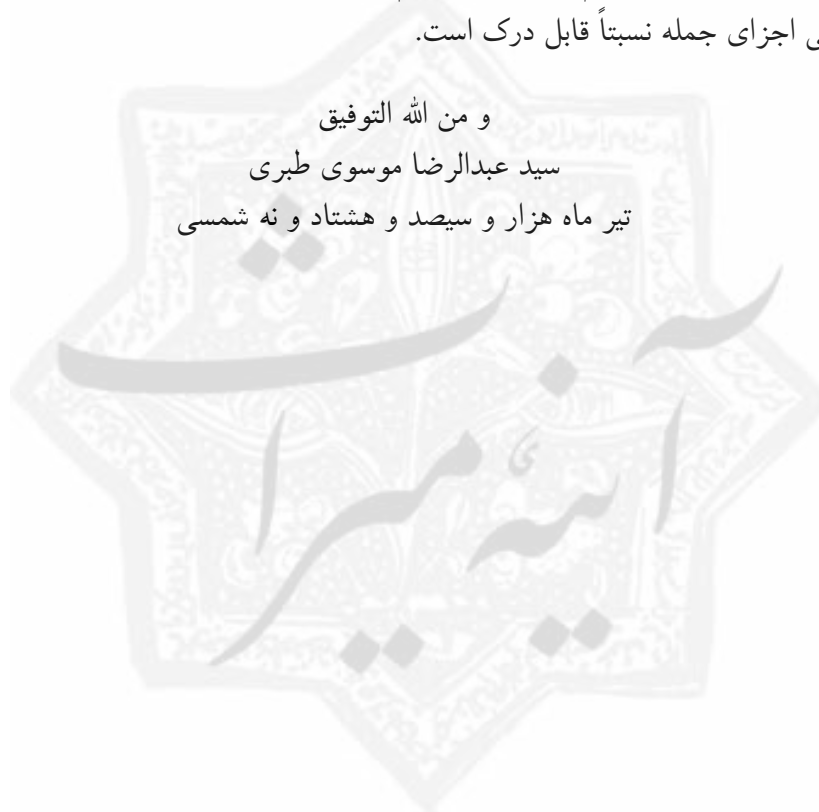 اجزای جمله نسبتاً قابل درک است.
و من الله التوفیق
سید عبدالرضا موسوی طبری
تیر ماه هزار و سیصد و هشتاد و نه شمسی
آینۀ میراث